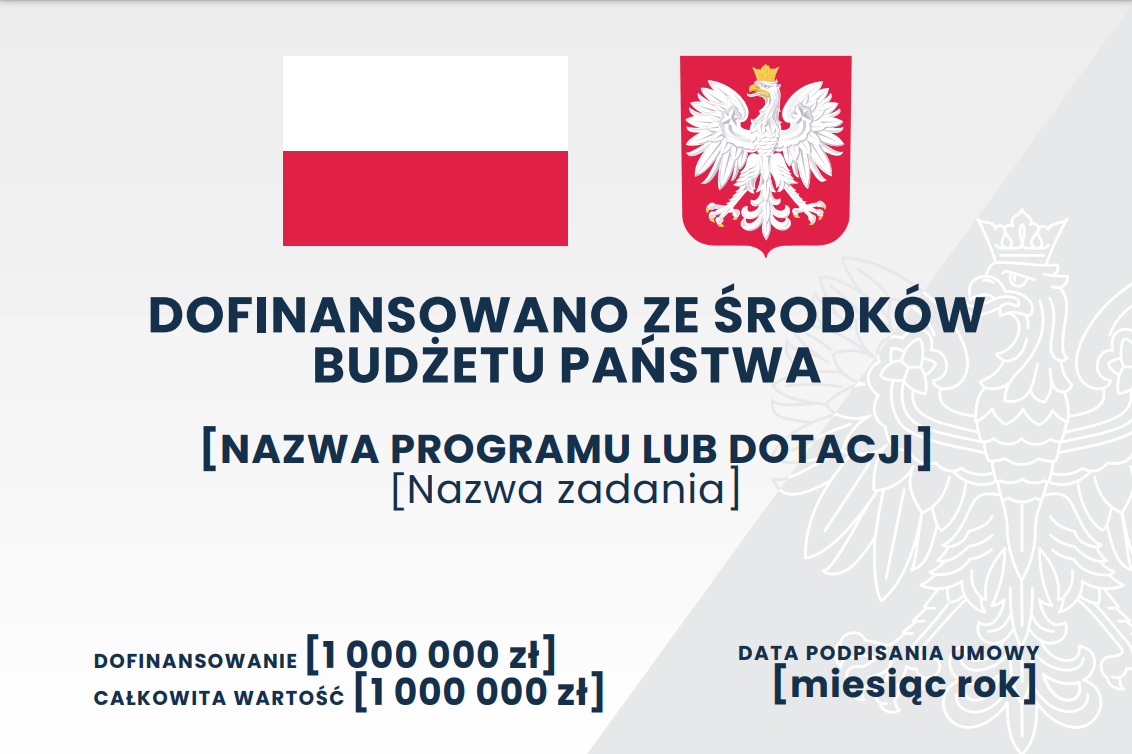 DOFINANSOWANO ZE ŚRODKÓW
BUDŻETU PAŃSTWA
[NAZWA PROGRAMU LUB DOTACJI]
[Nazwa zadania]
DOFINANSOWANIE [1 000 000 zł]
CAŁKOWITA WARTOŚĆ [1 000 000 zł]
DATA PODPISANIA UMOWY
[miesiąc rok]